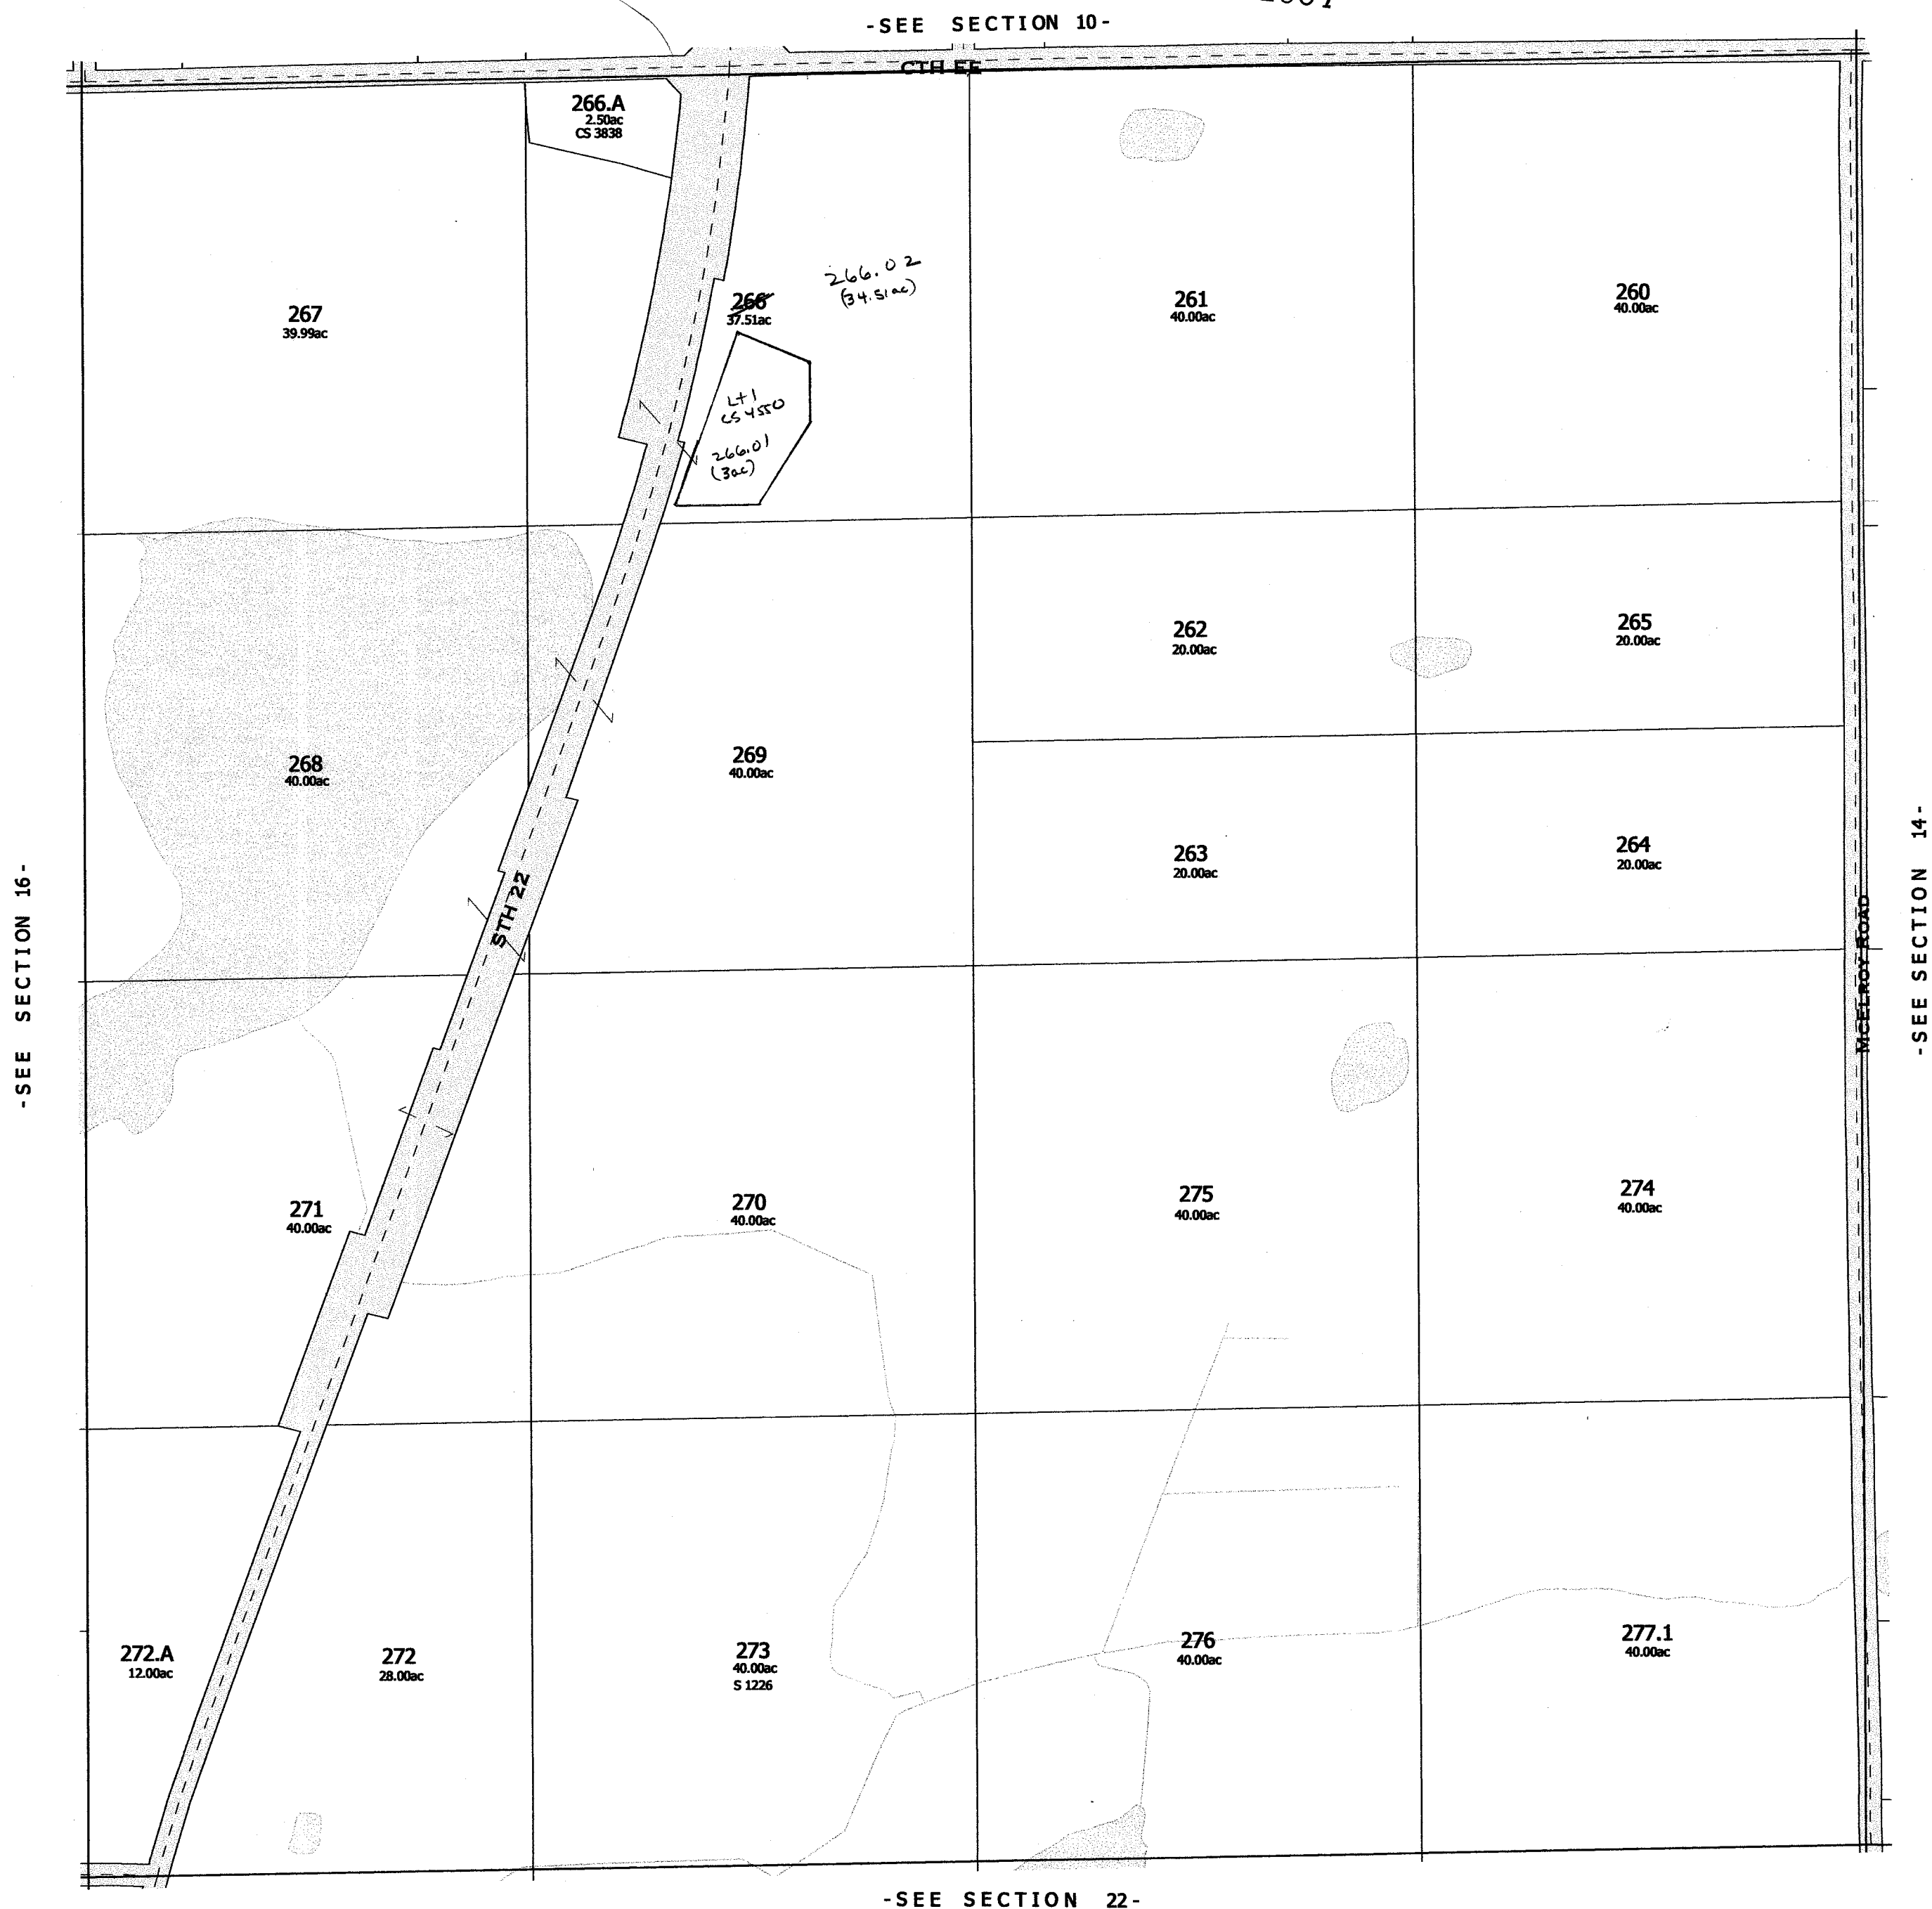 -SEE SECTION 10-
CTH EE
266.A
2.50ac
CS 3838
267
39.99ac
266
37.51ac
266.02
(34.51ac)
261
40.00ac
260
40.00ac
Lt 1
CS 4550
266.01
(3ac)
262
20.00ac
265
20.00ac
268
40.00ac
269
40.00ac
263
20.00ac
264
20.00ac
STH 22
MCELROY ROAD
-SEE SECTION 16-
-SEE SECTION 14-
271
40.00ac
270
40.00ac
275
40.00ac
274
40.00ac
272.A
12.00ac
272
28.00ac
273
40.00ac
S 1226
276
40.00ac
277.1
40.00ac
-SEE SECTION 22-